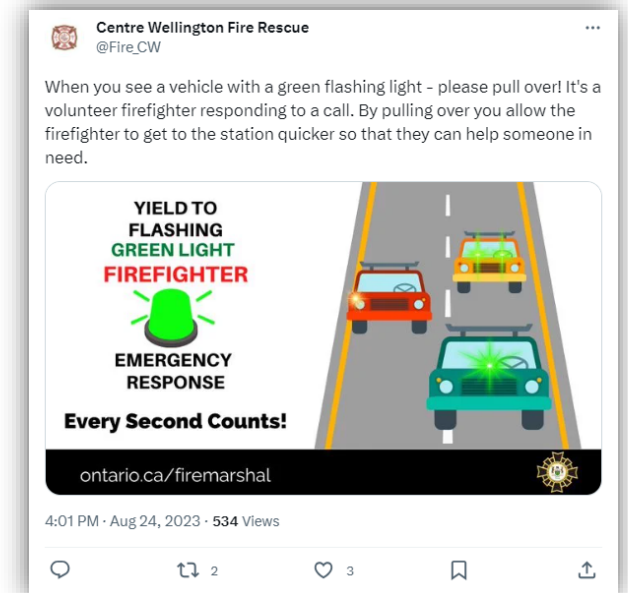 Centre Wellington Fire Rescue
@Fire_CW
When you see a vehicle with a green flashing light - please pull over! It's a
volunteer firefighter responding to a call. By pulling over you allow the
firefighter to get to the station quicker so that they can help someone in
need.
YIELD TO
FLASHING
GREEN LIGHT
FIREFIGHTER
EMERGENCY
RESPONSE
Every Second Counts!
ontario.ca/firemarshal
4:01 PM · Aug 24, 2023 · 534 Views
2 3